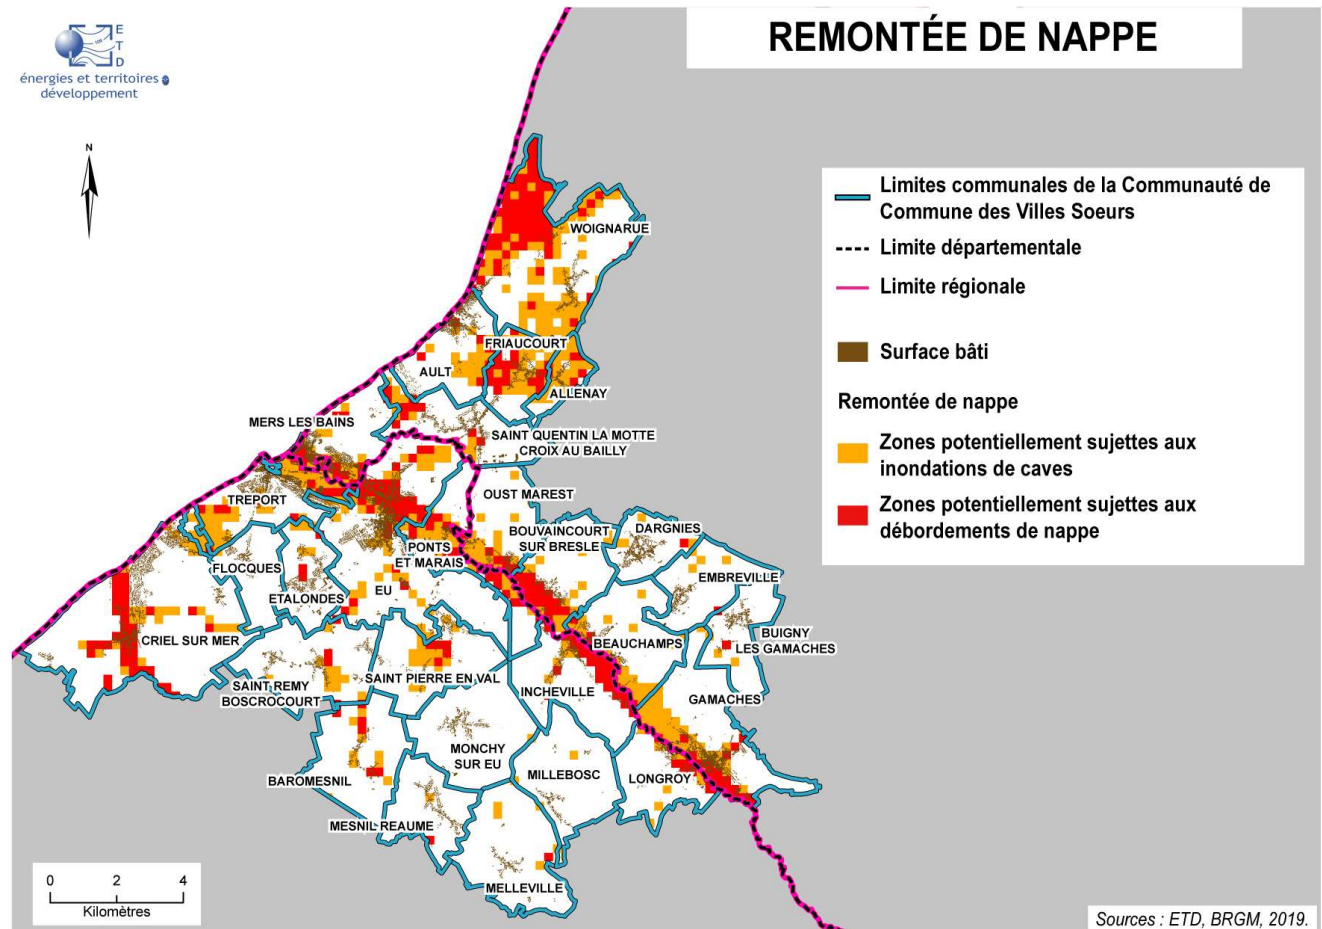 E
T
D
énergies et territoires
développement
REMONTÉE DE NAPPE
N
Limites communales de la Communauté de
Commune des Villes Soeurs
Limite départementale
Limite régionale
Surface bâti
Remontée de nappe
Zones potentiellement sujettes aux
inondations de caves
Zones potentiellement sujettes aux
débordements de nappe
WOIGNARUE
FRIAUCOURT
AULT
ALLENAY
MERS LES BAINS
SAINT QUENTIN LA MOTTE
CROIX AU BAILLY
TREPORT
OUST MAREST
BOUVAINCOURT
SUR BRESLE
DARGNIES
PONTS
ET MARAIS
FLOCQUES
EMBREVILLE
ETALONDES
EU
CRIEL SUR MER
BEAUCHAMPS
BUIGNY
LES GAMACHES
SAINT PIERRE EN VAL
SAINT REMY
BOSCROCOURT
INCHEVILLE
GAMACHES
MONCHY
SUR EU
BAROMESNIL
MILLEBOSC
LONGROY
MESNIL REAUME
MELLEVILLE
0 2 4
Kilomètres
Sources : ETD, BRGM, 2019.